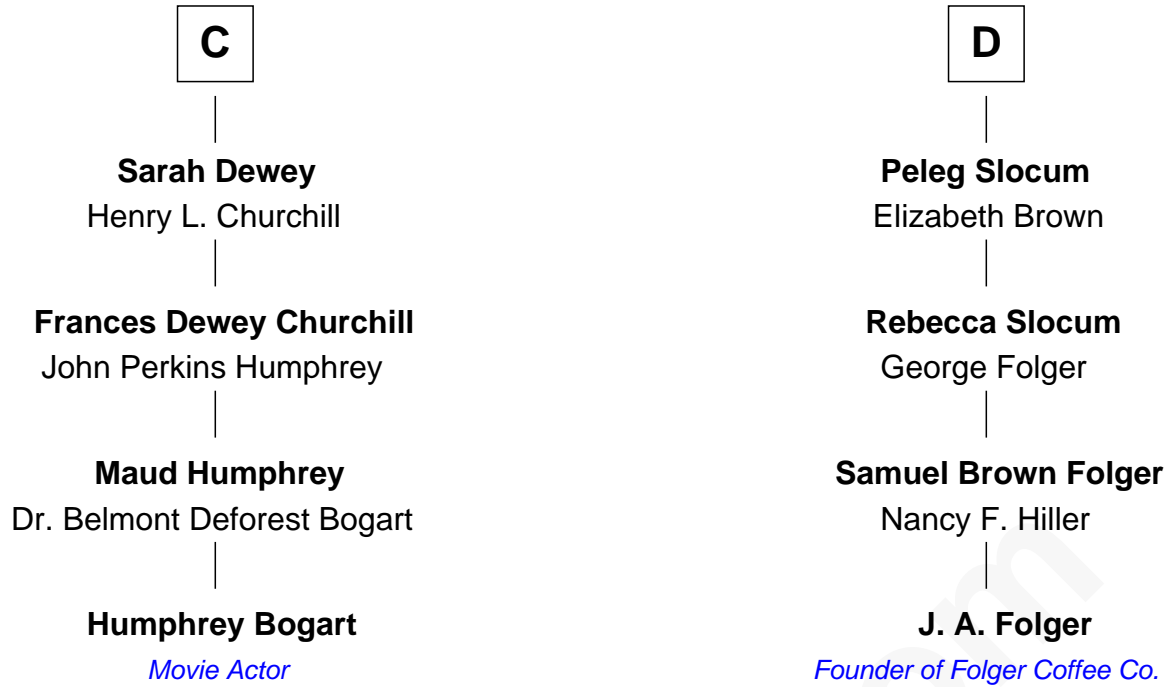 C
Sarah Dewey
Henry L. Churchill
Frances Dewey Churchill
John Perkins Humphrey
Maud Humphrey
Dr. Belmont Deforest Bogart
Humphrey Bogart
Movie Actor
D
Peleg Slocum
Elizabeth Brown
Rebecca Slocum
George Folger
Samuel Brown Folger
Nancy F. Hiller
J. A. Folger
Founder of Folger Coffee Co.